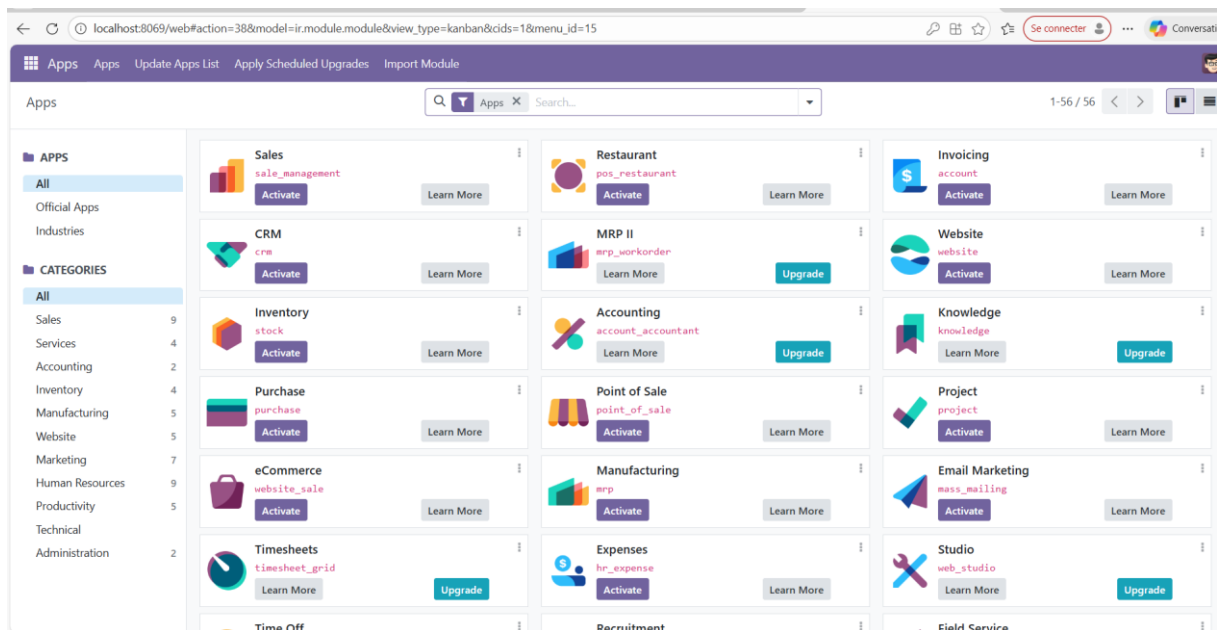 localhost:8069/web#action=38&model=ir.module.module&view_type=kanban&cids=1&menu_id=15
Se connecter
Conversati
Apps Apps Update Apps List Apply Scheduled Upgrades Import Module
Apps
Apps
Search...
1-56 / 56
APPS
All
Official Apps
Industries
CATEGORIES
All
Sales 9
Services 4
Accounting 2
Inventory 4
Manufacturing 5
Website 5
Marketing 7
Human Resources 9
Productivity 5
Technical
Administration 2
Sales
sale_management
Activate Learn More
Restaurant
pos_restaurant
Activate Learn More
Invoicing
account
Activate Learn More
CRM
crm
Activate Learn More
MRP II
mrp_workorder
Learn More Upgrade
Website
website
Activate Learn More
Inventory
stock
Activate Learn More
Accounting
account_accountant
Learn More Upgrade
Knowledge
knowledge
Learn More Upgrade
Purchase
purchase
Activate Learn More
Point of Sale
point_of_sale
Activate Learn More
Project
project
Activate Learn More
eCommerce
website_sale
Activate Learn More
Manufacturing
mrp
Activate Learn More
Email Marketing
mass_mailing
Activate Learn More
Timesheets
timesheet_grid
Learn More Upgrade
Expenses
hr_expense
Activate Learn More
Studio
web_studio
Learn More Upgrade
Time Off
Recruitment
Field Service